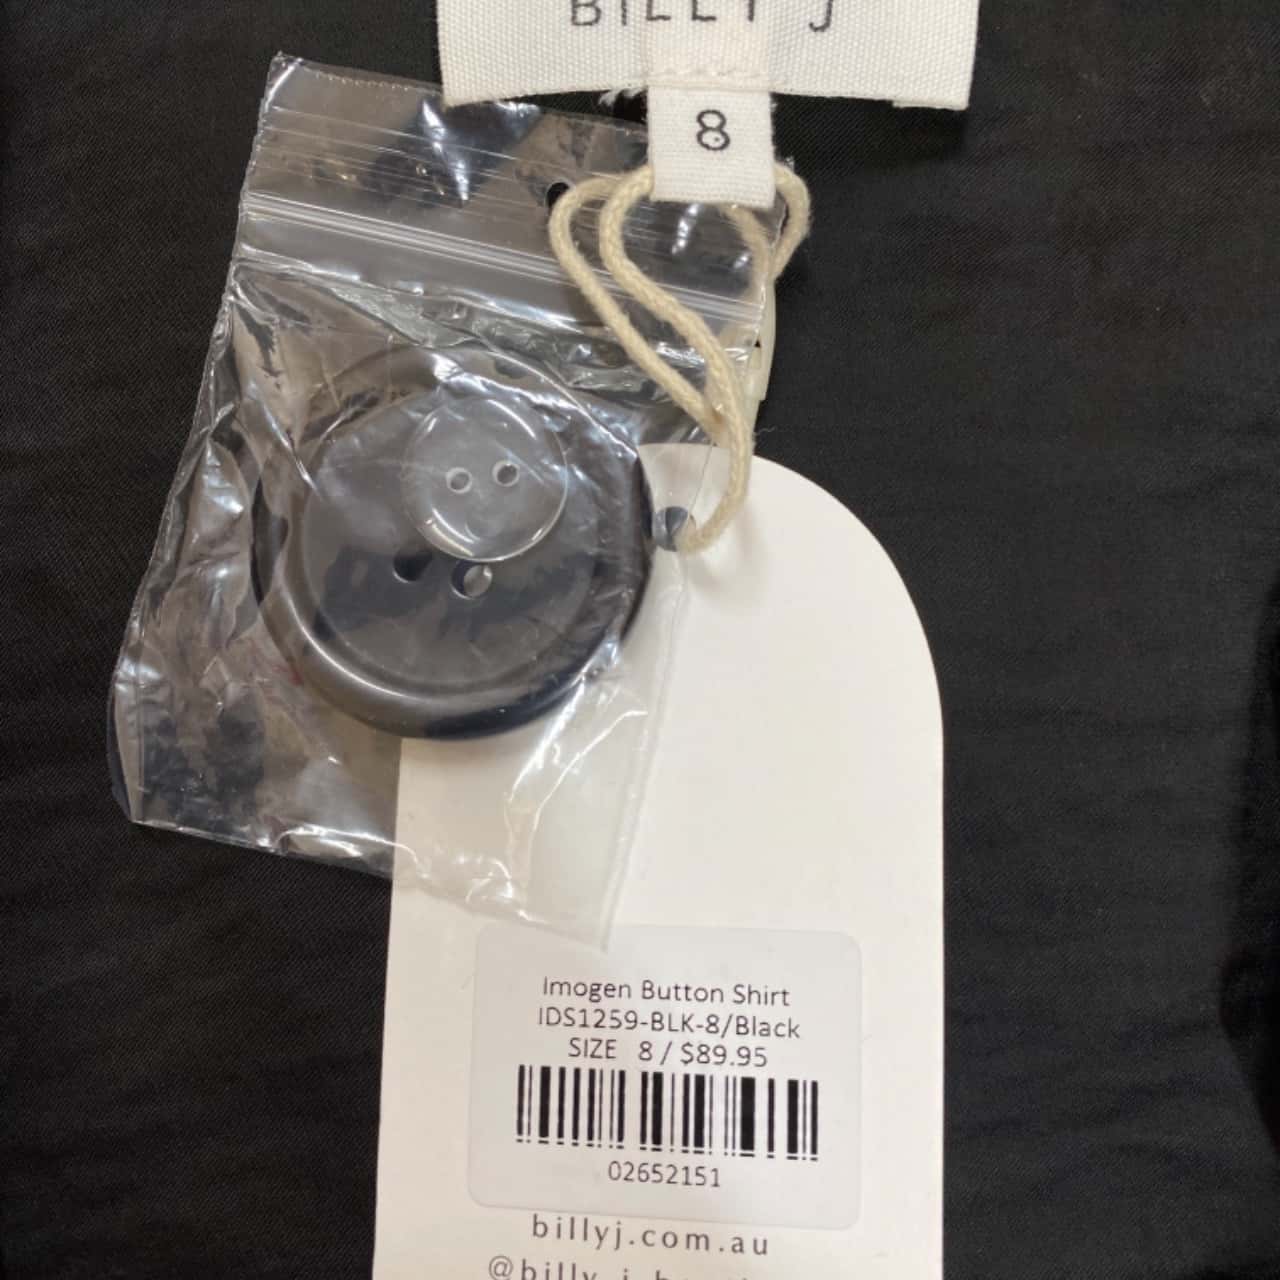 BILLY J
8
Imogen Button Shirt
IDS1259-BLK-8/Black
SIZE 8 / $89.95
02652151
billyj.com.au